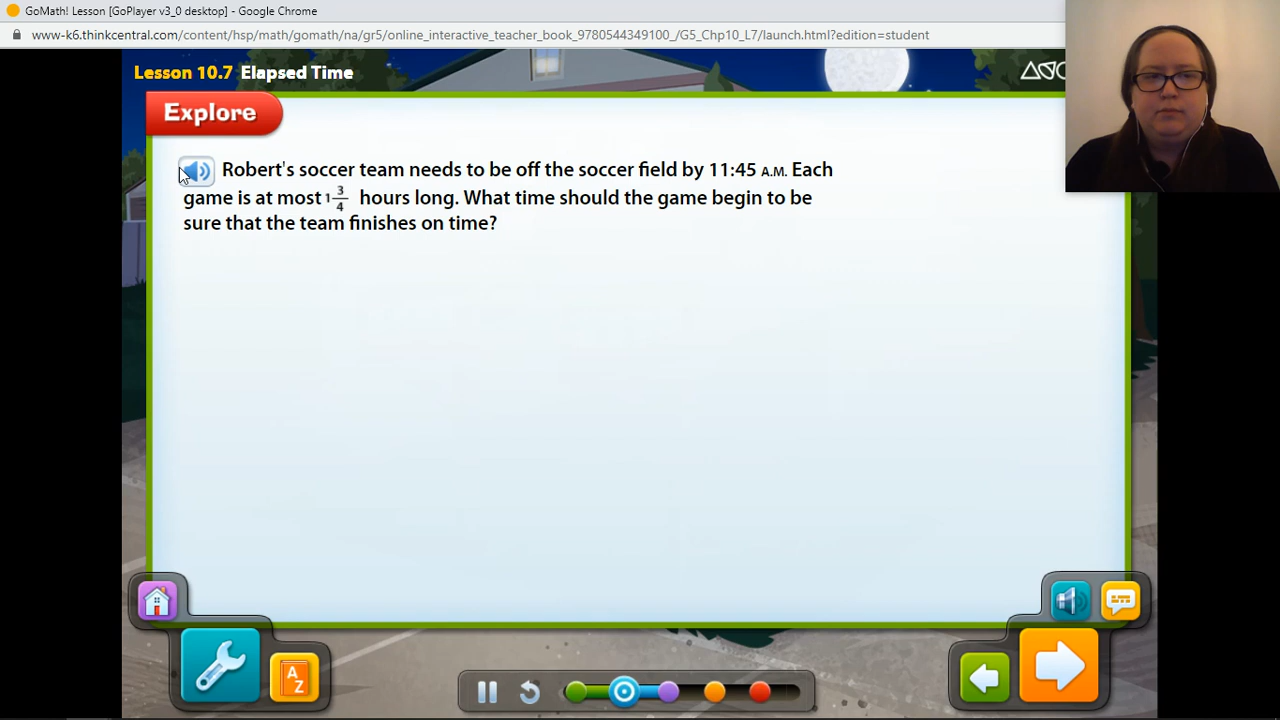 GoMath! Lesson [GoPlayer v3_0 desktop] - Google Chrome
www-k6.thinkcentral.com/content/hsp/math/gomath/na/gr5/online_interactive_teacher_book_9780544349100_/G5_Chp10_L7/launch.html?edition=student
Lesson 10.7 Elapsed Time
Explore
Robert's soccer team needs to be off the soccer field by 11:45 A.M. Each
game is at most 1 3/4 hours long. What time should the game begin to be
sure that the team finishes on time?
A
Z